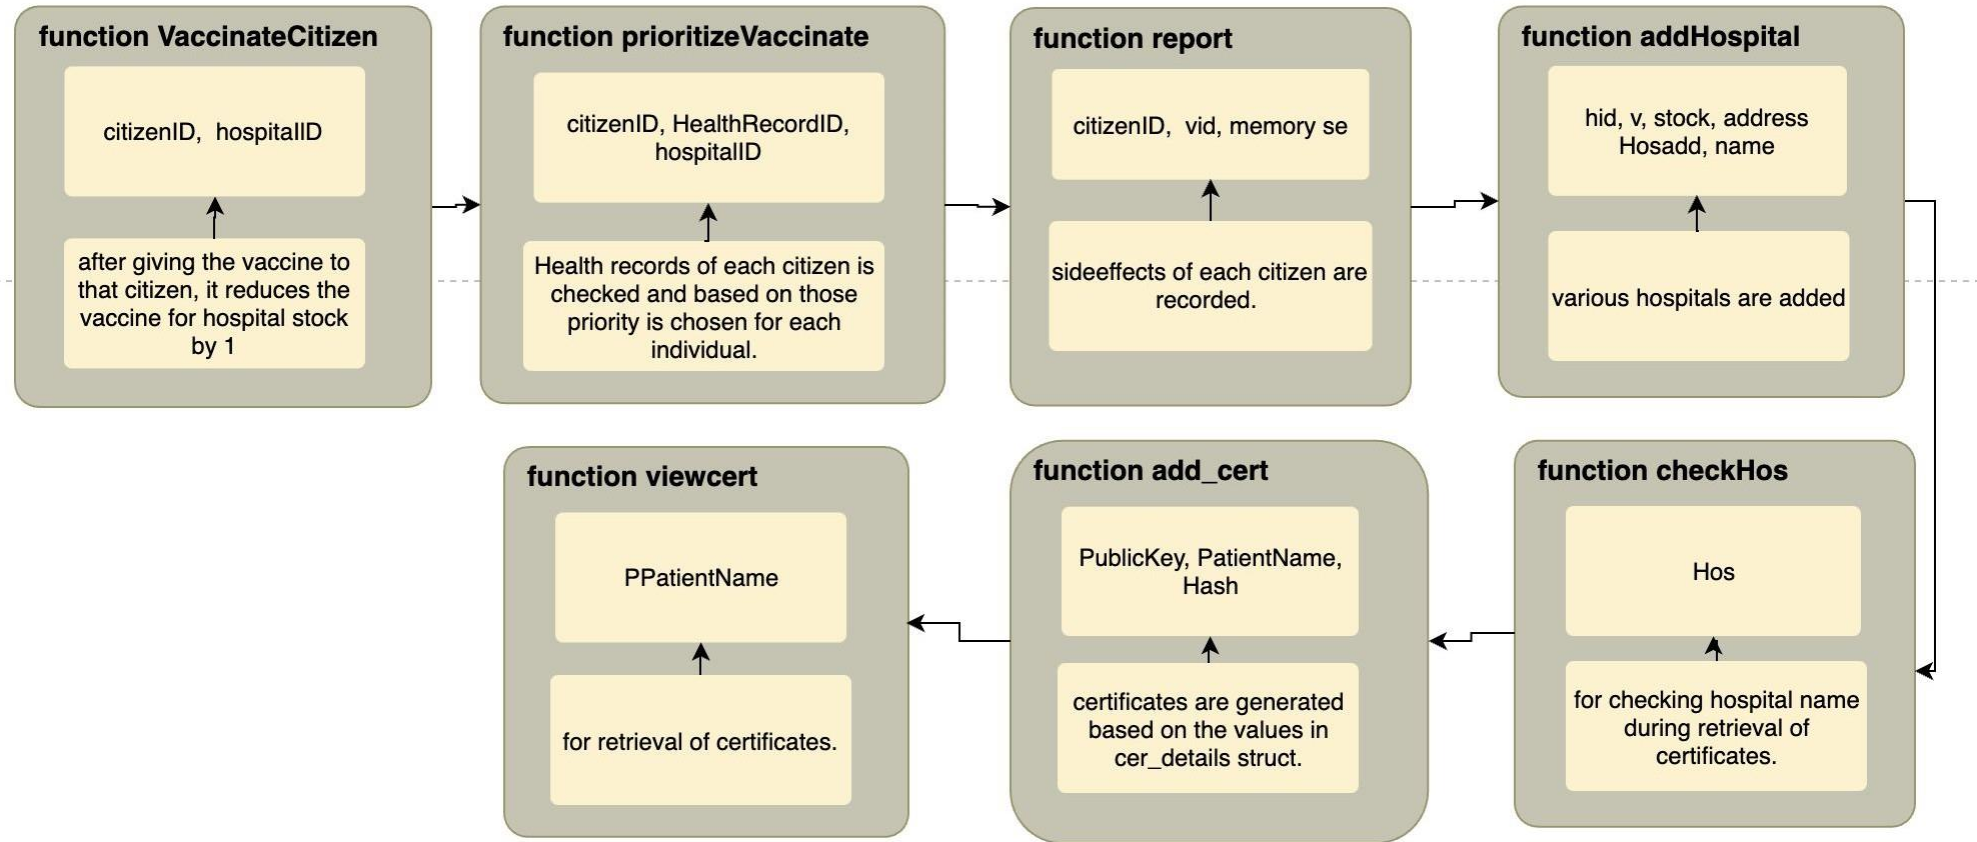 function VaccinateCitizen
citizenID,  hospitalID
after giving the vaccine to
that citizen, it reduces the
vaccine for hospital stock
by 1
function prioritizeVaccinate
citizenID, HealthRecordID,
hospitalID
Health records of each citizen is
checked and based on those
priority is chosen for each
individual.
function report
citizenID,  vid, memory se
sideeffects of each citizen are
recorded.
function addHospital
hid, v, stock, address
Hosadd, name
various hospitals are added
function viewcert
PPatientName
for retrieval of certificates.
function add_cert
PublicKey, PatientName,
Hash
certificates are generated
based on the values in
cer_details struct.
function checkHos
Hos
for checking hospital name
during retrieval of
certificates.